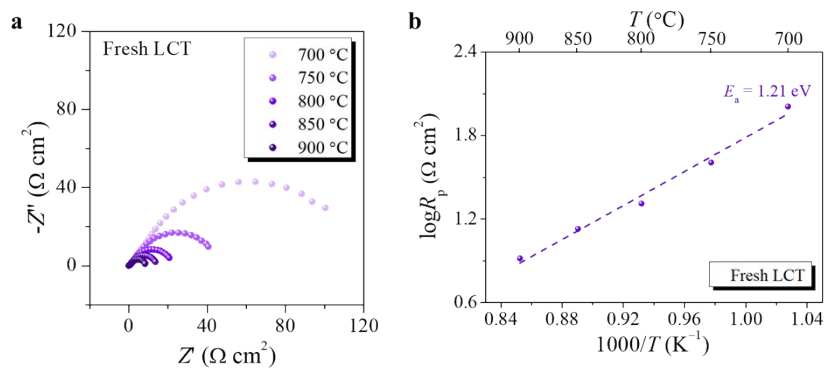 a
Fresh LCT
700 °C
750 °C
800 °C
850 °C
900 °C
120
80
40
0
-Z'' (Ω cm²)
0 40 80 120
Z' (Ω cm²)
b
T (°C)
900 850 800 750 700
2.4
1.8
1.2
0.6
logRp (Ω cm²)
Ea = 1.21 eV
Fresh LCT
0.84 0.88 0.92 0.96 1.00 1.04
1000/T (K⁻¹)